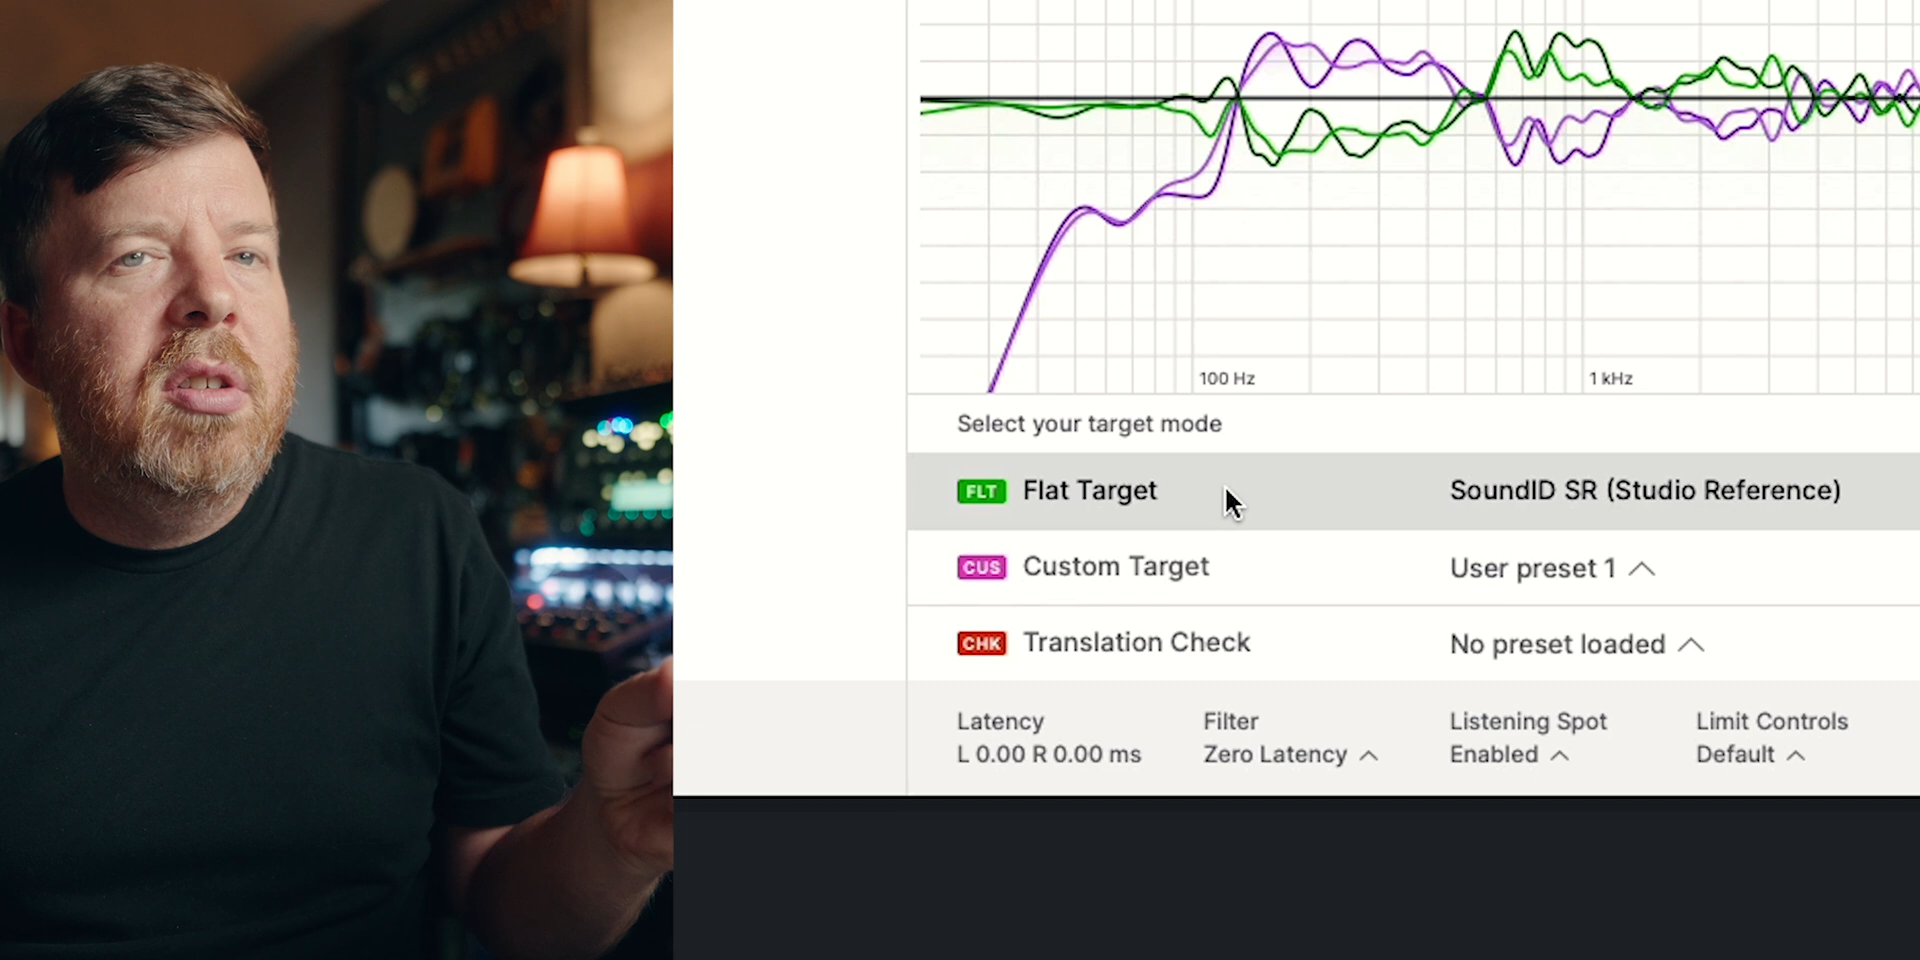 100 Hz 1 kHz
Select your target mode
FLT Flat Target SoundID SR (Studio Reference)
CUS Custom Target User preset 1
CHK Translation Check No preset loaded
Latency Filter Listening Spot Limit Controls
L 0.00 R 0.00 ms Zero Latency Enabled Default